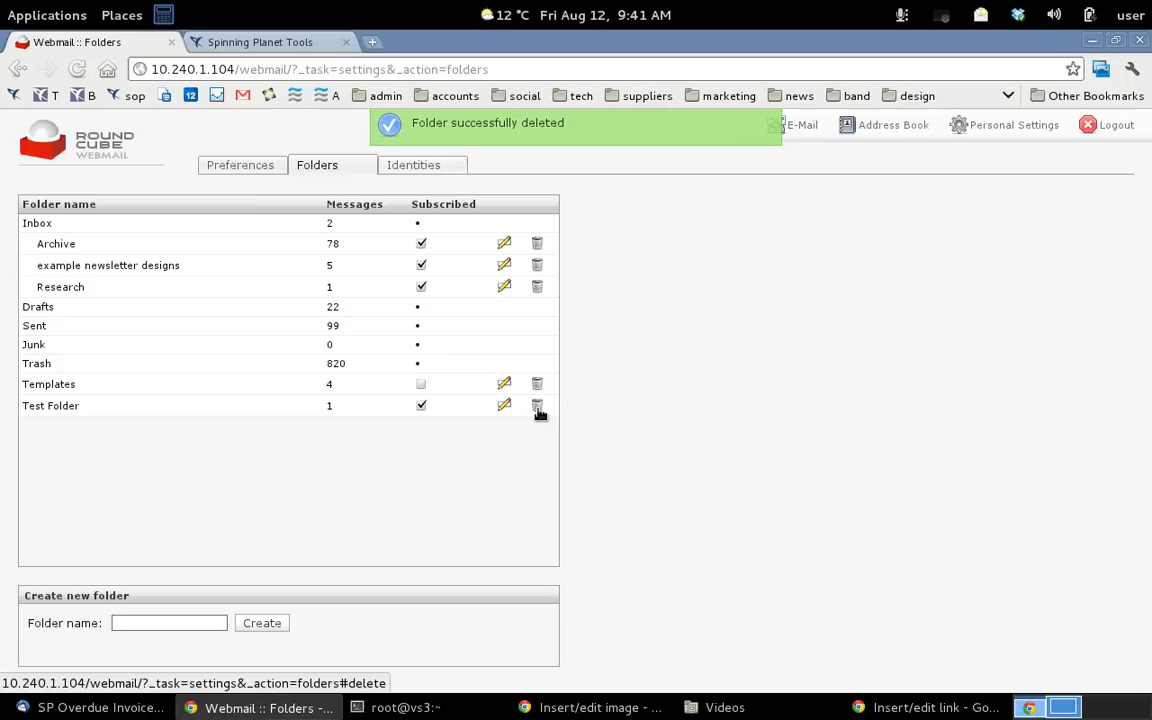 Applications Places 12 °C Fri Aug 12, 9:41 AM user
Webmail :: Folders Spinning Planet Tools
10.240.1.104/webmail/?_task=settings&_action=folders
T B sop 12 A admin accounts social tech suppliers marketing news band design Other Bookmarks
ROUND CUBE WEBMAIL
Folder successfully deleted
E-Mail Address Book Personal Settings Logout
Preferences Folders Identities
Folder name Messages Subscribed
Inbox 2 •
Archive 78
example newsletter designs 5
Research 1
Drafts 22 •
Sent 99 •
Junk 0 •
Trash 820 •
Templates 4
Test Folder 1
Create new folder
Folder name: Create
10.240.1.104/webmail/?_task=settings&_action=folders#delete
SP Overdue Invoice... Webmail :: Folders -... root@vs3:~ Insert/edit image - ... Videos Insert/edit link - Go...